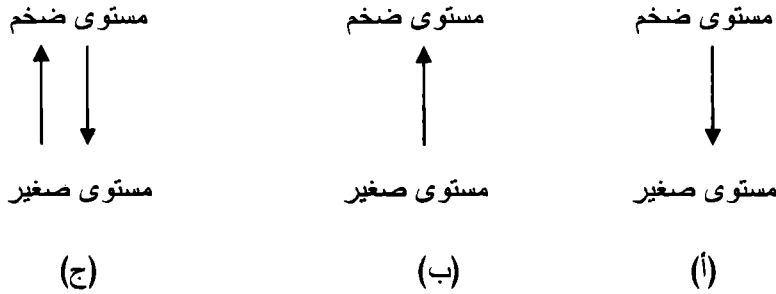 مستوى ضخم مستوى ضخم مستوى ضخم
مستوى صغير مستوى صغير مستوى صغير
(أ) (ب) (ج)